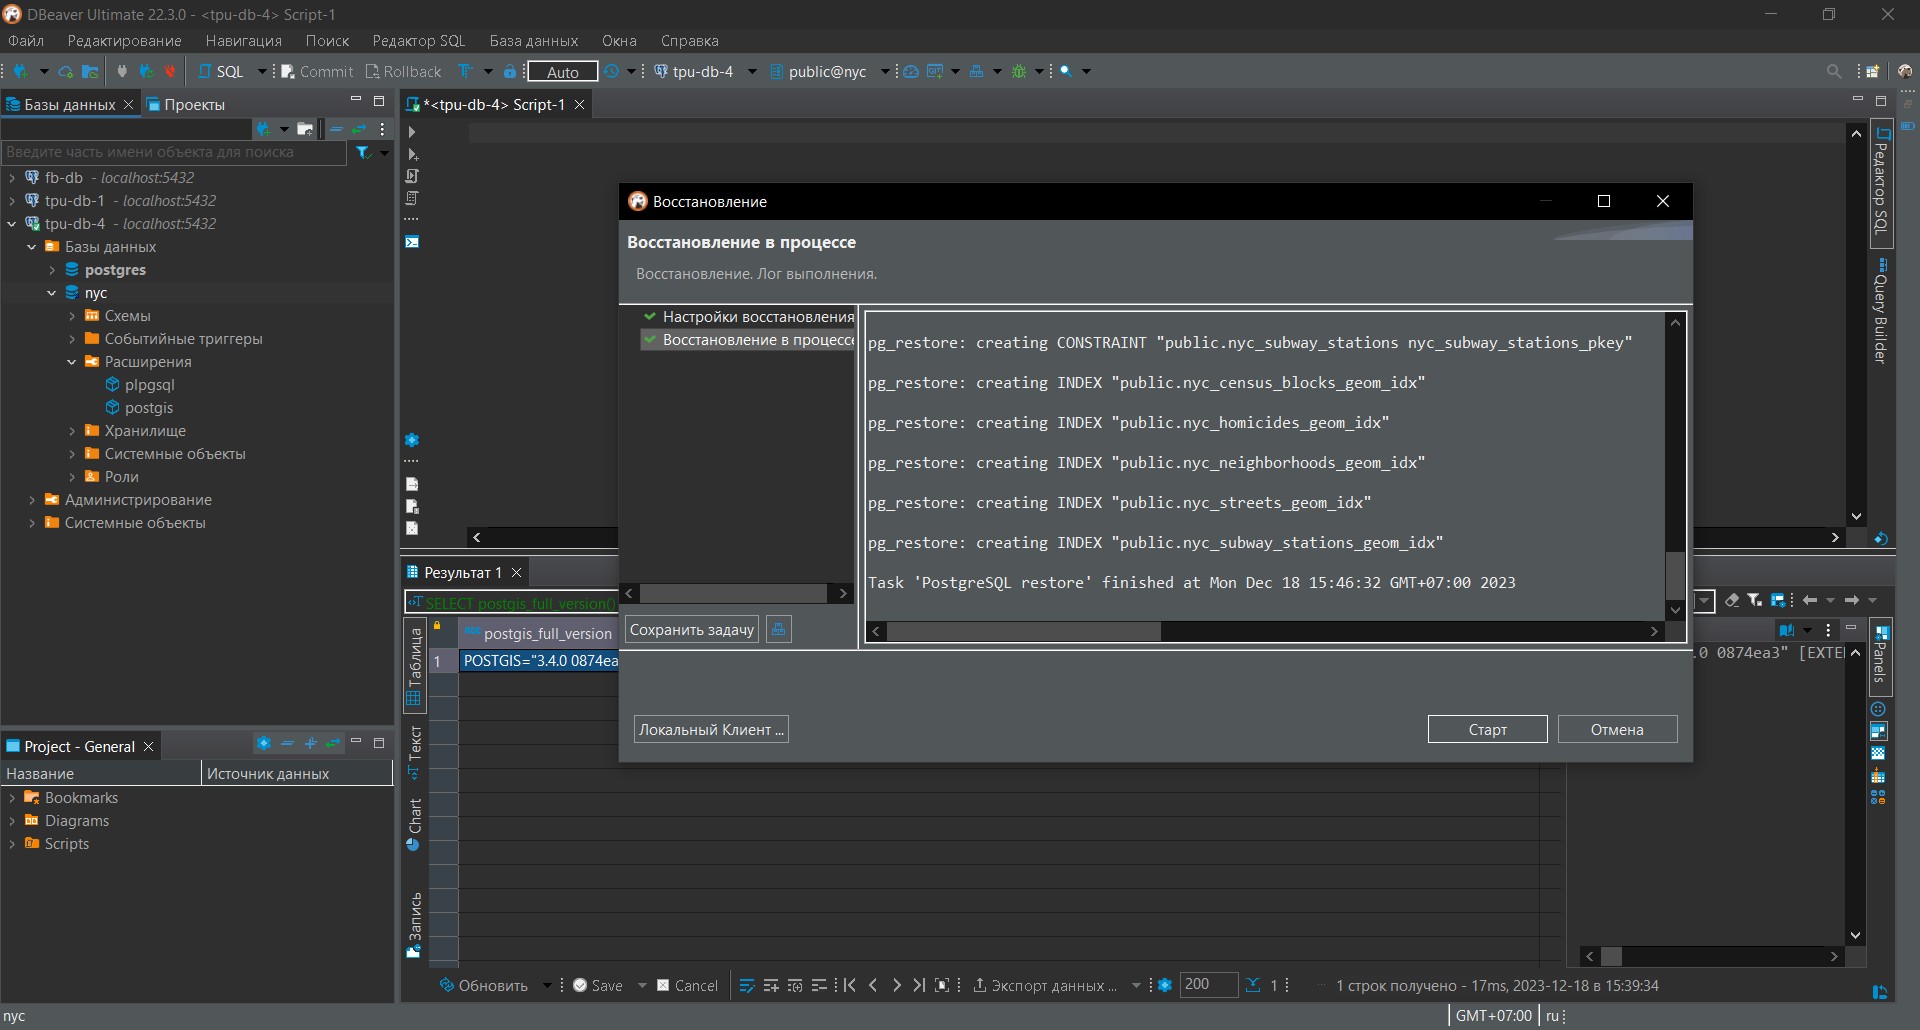 DBeaver Ultimate 22.3.0 - <tpu-db-4> Script-1
Файл Редактирование Навигация Поиск Редактор SQL База данных Окна Справка
SQL Commit Rollback Auto tpu-db-4 public@nyc
Базы данных Проекты
Введите часть имени объекта для поиска
fb-db - localhost:5432
tpu-db-1 - localhost:5432
tpu-db-4 - localhost:5432
Базы данных
postgres
nyc
Схемы
Событийные триггеры
Расширения
plpgsql
postgis
Хранилище
Системные объекты
Роли
Администрирование
Системные объекты
Project - General
Название Источник данных
Bookmarks
Diagrams
Scripts
*<tpu-db-4> Script-1
Восстановление
Восстановление в процессе
Восстановление. Лог выполнения.
Настройки восстановления
Восстановление в процессе
pg_restore: creating CONSTRAINT "public.nyc_subway_stations nyc_subway_stations_pkey"
pg_restore: creating INDEX "public.nyc_census_blocks_geom_idx"
pg_restore: creating INDEX "public.nyc_homicides_geom_idx"
pg_restore: creating INDEX "public.nyc_neighborhoods_geom_idx"
pg_restore: creating INDEX "public.nyc_streets_geom_idx"
pg_restore: creating INDEX "public.nyc_subway_stations_geom_idx"
Task 'PostgreSQL restore' finished at Mon Dec 18 15:46:32 GMT+07:00 2023
Сохранить задачу
Локальный Клиент ...
Старт
Отмена
Редактор SQL
Query Builder
Результат 1
SELECT postgis_full_version()
postgis_full_version
1 POSTGIS="3.4.0 0874ea
.0 0874ea3" [EXTE
Таблица
Текст
Chart
Запись
Panels
Обновить Save Cancel Экспорт данных ... 200 1 1 строк получено - 17ms, 2023-12-18 в 15:39:34
nyc GMT+07:00 ru